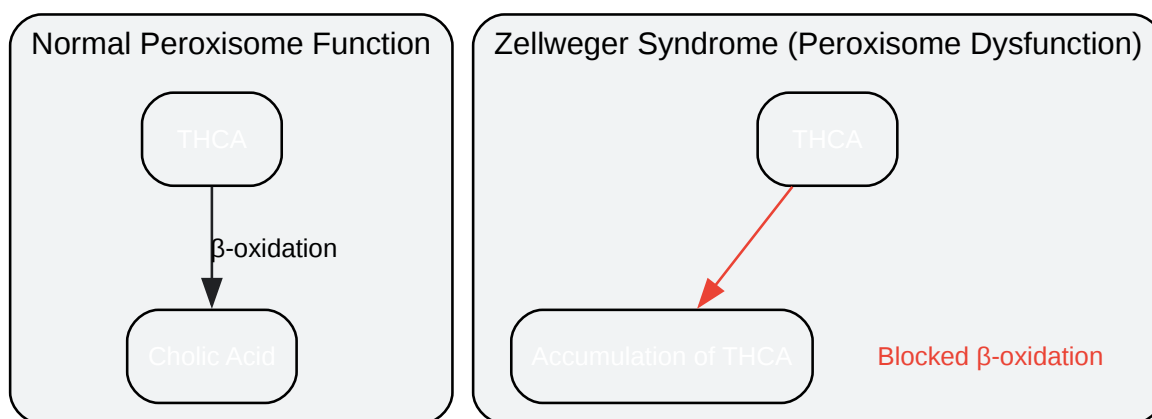 Normal Peroxisome Function
THCA
β-oxidation
Cholic Acid
Zellweger Syndrome (Peroxisome Dysfunction)
THCA
Accumulation of THCA
Blocked β-oxidation